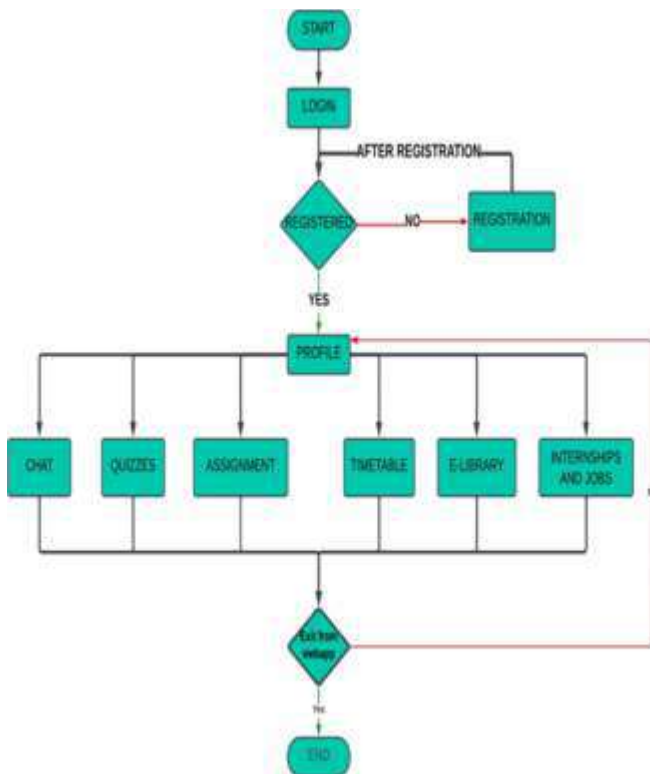 START
LOGIN
AFTER REGISTRATION
REGISTERED
NO
REGISTRATION
YES
PROFILE
CHAT
QUIZZES
ASSIGNMENT
TIMETABLE
E-LIBRARY
INTERNSHIPS
AND JOBS
Exit from
webapp
Yes
END